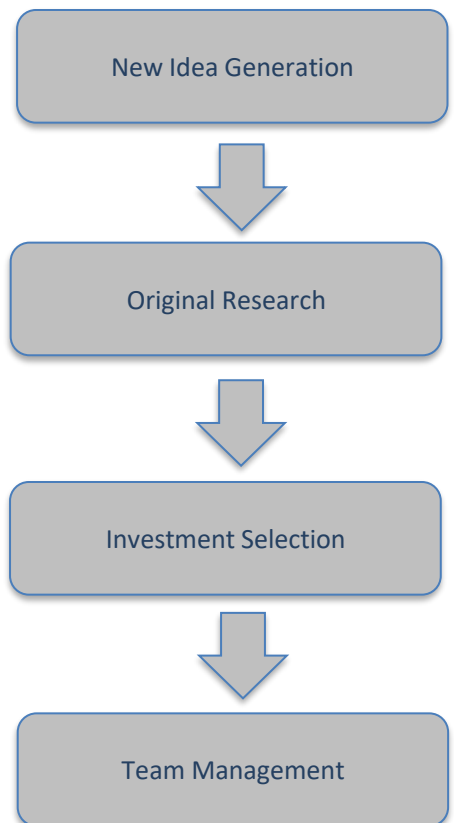 New Idea Generation
Original Research
Investment Selection
Team Management